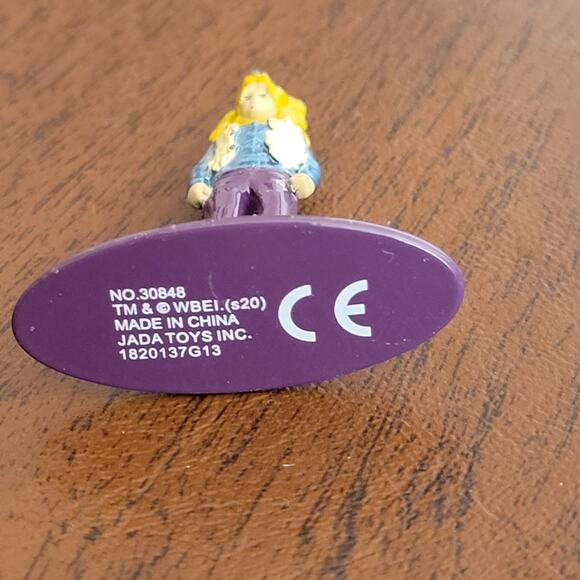 NO.30848
TM & © WBEI.(s20)
MADE IN CHINA
JADA TOYS INC.
1820137G13
CE